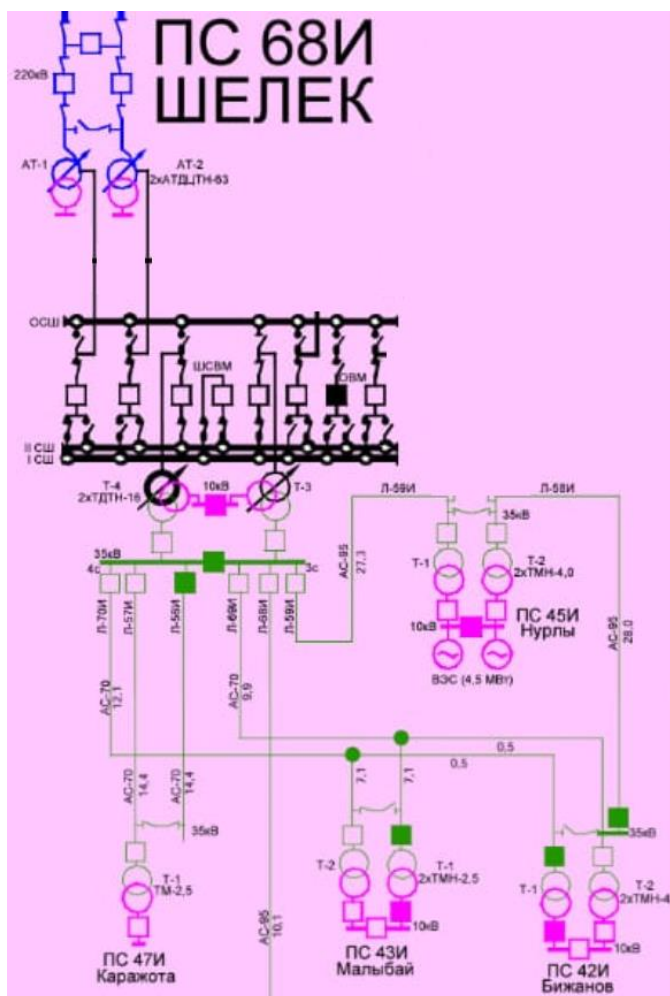 ПС 68И
ШЕЛЕК
220кВ
АТ-1
АТ-2
2хАТДЦТН-63
ОСШ
ШСВМ
ОВМ
II СШ
I СШ
Т-4
2хТДТН-16
10кВ
Т-3
Л-59И
Л-58И
35кВ
АС-95
27,3
Т-1
Т-2
2хТМН-4,0
35кВ
4с
3с
Л-70И
Л-57И
Л-56И
Л-69И
Л-68И
Л-59И
10кВ
ПС 45И
Нурлы
ВЭС (4,5 МВт)
АС-95
28,0
АС-70
12,1
АС-70
9,9
0,5
0,5
АС-70
14,4
АС-70
14,4
7,1
7,1
35кВ
35кВ
Т-1
ТМ-2,5
Т-2
Т-1
2хТМН-2,5
Т-1
Т-2
2хТМН-4
АС-95
10,1
10кВ
10кВ
ПС 47И
Каражота
ПС 43И
Малыбай
ПС 42И
Бижанов